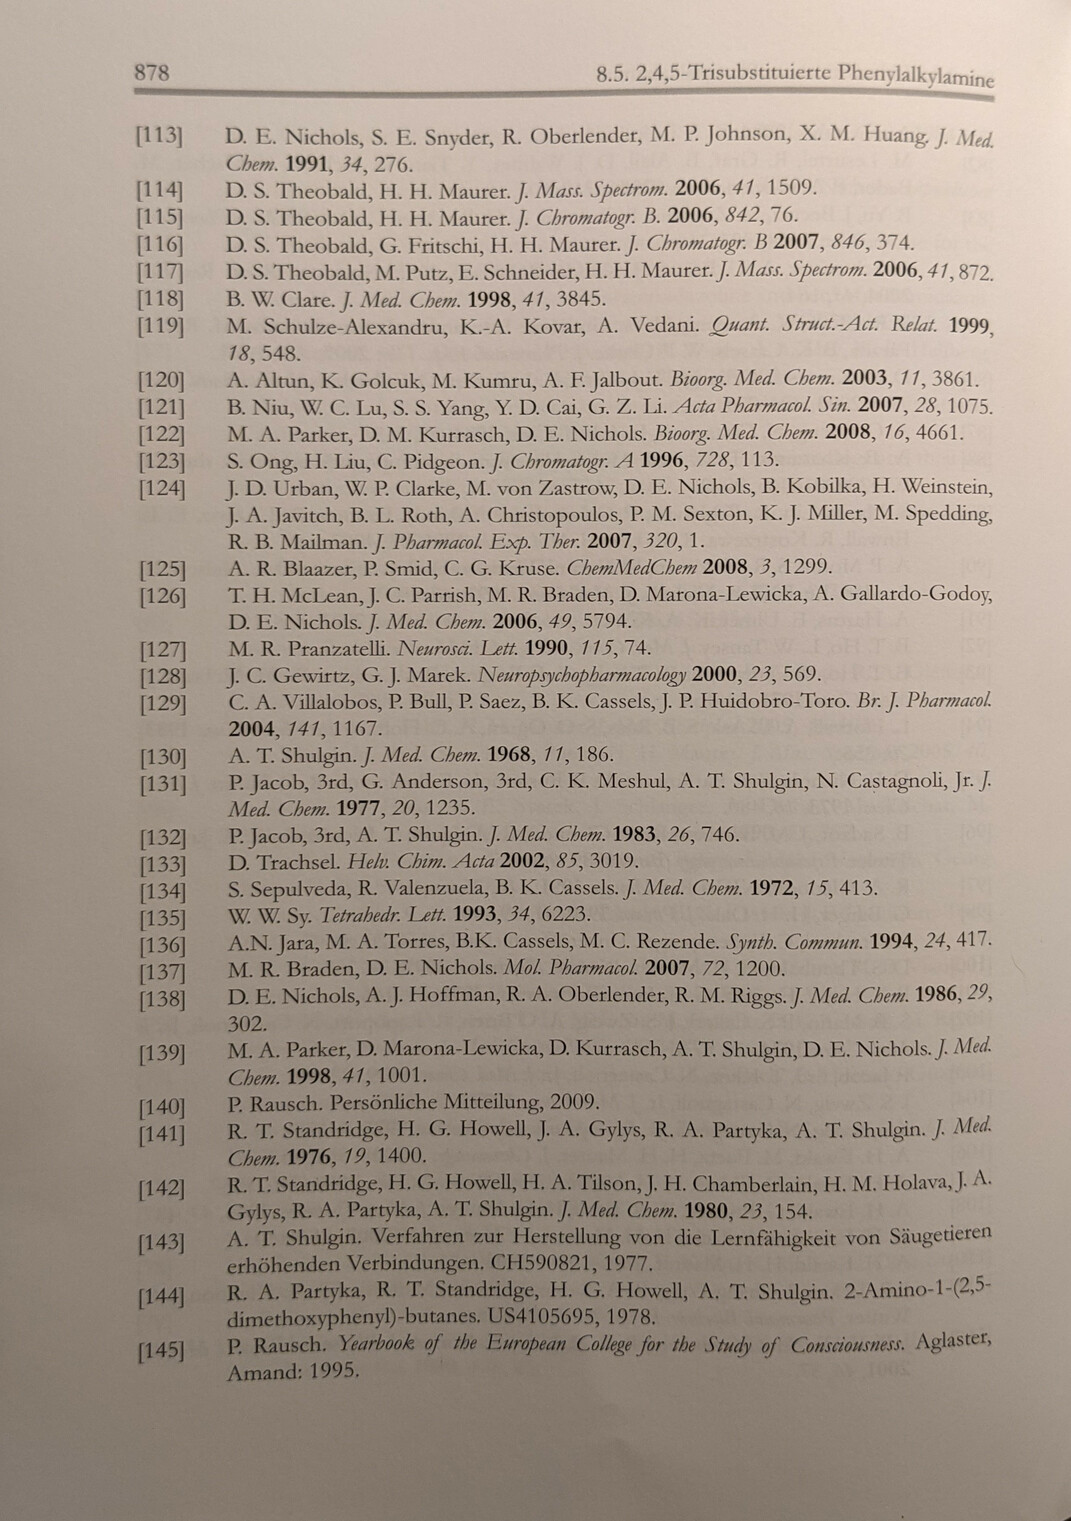 878 8.5. 2,4,5-Trisubstituierte Phenylalkylamine
[113] D. E. Nichols, S. E. Snyder, R. Oberlender, M. P. Johnson, X. M. Huang. J. Med.
Chem. 1991, 34, 276.
[114] D. S. Theobald, H. H. Maurer. J. Mass. Spectrom. 2006, 41, 1509.
[115] D. S. Theobald, H. H. Maurer. J. Chromatogr. B. 2006, 842, 76.
[116] D. S. Theobald, G. Fritschi, H. H. Maurer. J. Chromatogr. B 2007, 846, 374.
[117] D. S. Theobald, M. Putz, E. Schneider, H. H. Maurer. J. Mass. Spectrom. 2006, 41, 872.
[118] B. W. Clare. J. Med. Chem. 1998, 41, 3845.
[119] M. Schulze-Alexandru, K.-A. Kovar, A. Vedani. Quant. Struct.-Act. Relat. 1999,
18, 548.
[120] A. Altun, K. Golcuk, M. Kumru, A. F. Jalbout. Bioorg. Med. Chem. 2003, 11, 3861.
[121] B. Niu, W. C. Lu, S. S. Yang, Y. D. Cai, G. Z. Li. Acta Pharmacol. Sin. 2007, 28, 1075.
[122] M. A. Parker, D. M. Kurrasch, D. E. Nichols. Bioorg. Med. Chem. 2008, 16, 4661.
[123] S. Ong, H. Liu, C. Pidgeon. J. Chromatogr. A 1996, 728, 113.
[124] J. D. Urban, W. P. Clarke, M. von Zastrow, D. E. Nichols, B. Kobilka, H. Weinstein,
J. A. Javitch, B. L. Roth, A. Christopoulos, P. M. Sexton, K. J. Miller, M. Spedding,
R. B. Mailman. J. Pharmacol. Exp. Ther. 2007, 320, 1.
[125] A. R. Blaazer, P. Smid, C. G. Kruse. ChemMedChem 2008, 3, 1299.
[126] T. H. McLean, J. C. Parrish, M. R. Braden, D. Marona-Lewicka, A. Gallardo-Godoy,
D. E. Nichols. J. Med. Chem. 2006, 49, 5794.
[127] M. R. Pranzatelli. Neurosci. Lett. 1990, 115, 74.
[128] J. C. Gewirtz, G. J. Marek. Neuropsychopharmacology 2000, 23, 569.
[129] C. A. Villalobos, P. Bull, P. Saez, B. K. Cassels, J. P. Huidobro-Toro. Br. J. Pharmacol.
2004, 141, 1167.
[130] A. T. Shulgin. J. Med. Chem. 1968, 11, 186.
[131] P. Jacob, 3rd, G. Anderson, 3rd, C. K. Meshul, A. T. Shulgin, N. Castagnoli, Jr. J.
Med. Chem. 1977, 20, 1235.
[132] P. Jacob, 3rd, A. T. Shulgin. J. Med. Chem. 1983, 26, 746.
[133] D. Trachsel. Helv. Chim. Acta 2002, 85, 3019.
[134] S. Sepulveda, R. Valenzuela, B. K. Cassels. J. Med. Chem. 1972, 15, 413.
[135] W. W. Sy. Tetrahedr. Lett. 1993, 34, 6223.
[136] A.N. Jara, M. A. Torres, B.K. Cassels, M. C. Rezende. Synth. Commun. 1994, 24, 417.
[137] M. R. Braden, D. E. Nichols. Mol. Pharmacol. 2007, 72, 1200.
[138] D. E. Nichols, A. J. Hoffman, R. A. Oberlender, R. M. Riggs. J. Med. Chem. 1986, 29,
302.
[139] M. A. Parker, D. Marona-Lewicka, D. Kurrasch, A. T. Shulgin, D. E. Nichols. J. Med.
Chem. 1998, 41, 1001.
[140] P. Rausch. Persönliche Mitteilung, 2009.
[141] R. T. Standridge, H. G. Howell, J. A. Gylys, R. A. Partyka, A. T. Shulgin. J. Med.
Chem. 1976, 19, 1400.
[142] R. T. Standridge, H. G. Howell, H. A. Tilson, J. H. Chamberlain, H. M. Holava, J. A.
Gylys, R. A. Partyka, A. T. Shulgin. J. Med. Chem. 1980, 23, 154.
[143] A. T. Shulgin. Verfahren zur Herstellung von die Lernfähigkeit von Säugetieren
erhöhenden Verbindungen. CH590821, 1977.
[144] R. A. Partyka, R. T. Standridge, H. G. Howell, A. T. Shulgin. 2-Amino-1-(2,5-
dimethoxyphenyl)-butanes. US4105695, 1978.
[145] P. Rausch. Yearbook of the European College for the Study of Consciousness. Aglaster,
Amand: 1995.